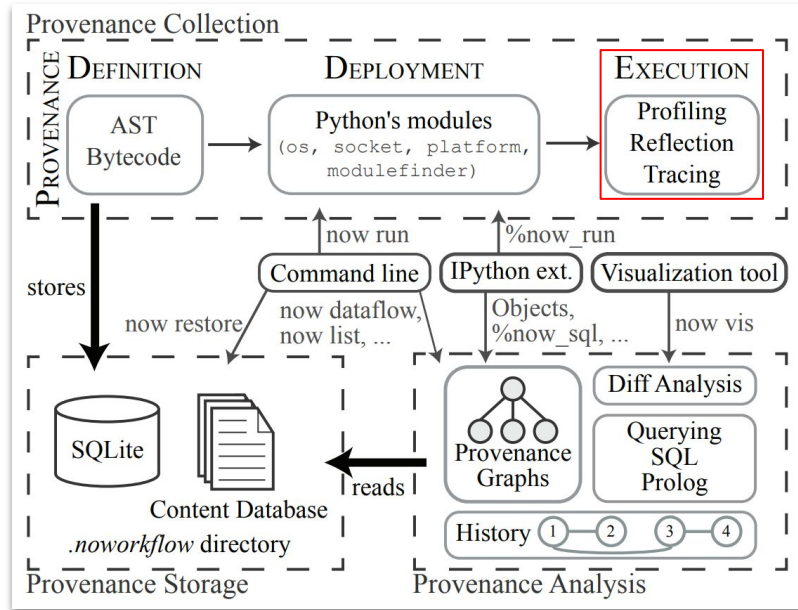 Provenance Collection
PROVENANCE
DEFINITION
DEPLOYMENT
EXECUTION
AST
Bytecode
Python's modules
(os, socket, platform,
modulefinder)
Profiling
Reflection
Tracing
now run
%now_run
stores
Command line
IPython ext.
Visualization tool
now restore
now dataflow,
now list, ...
Objects,
%now_sql, ...
now vis
SQLite
Content Database
.noworkflow directory
Provenance Storage
reads
Provenance
Graphs
Diff Analysis
Querying
SQL
Prolog
History 1 2 3 4
Provenance Analysis